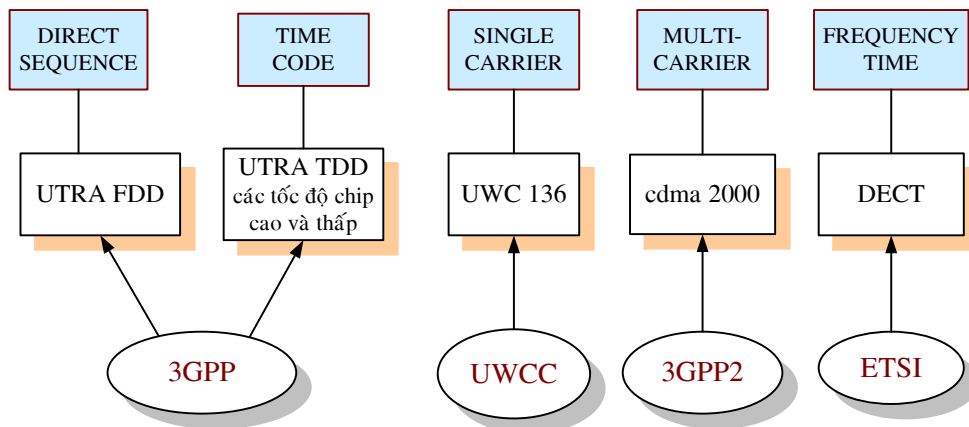 DIRECT
SEQUENCE
TIME
CODE
SINGLE
CARRIER
MULTI-
CARRIER
FREQUENCY
TIME
UTRA FDD
UTRA TDD
các tốc độ chip
cao và thấp
UWC 136
cdma 2000
DECT
3GPP
UWCC
3GPP2
ETSI